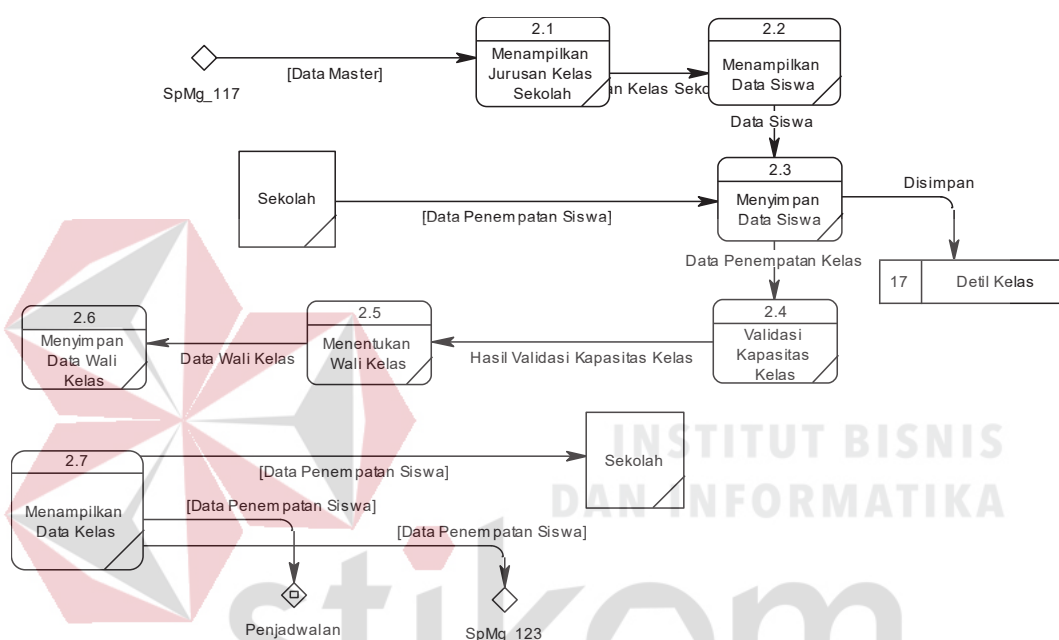 2.1
Menampilkan
Jurusan Kelas
Sekolah
2.2
Menampilkan
Data Siswa
[Data Master]
SpMg_117
an Kelas Seko
Data Siswa
Sekolah
[Data Penempatan Siswa]
2.3
Menyimpan
Data Siswa
Disimpan
17
Detil Kelas
Data Penempatan Kelas
2.4
Validasi
Kapasitas
Kelas
Hasil Validasi Kapasitas Kelas
2.5
Menentukan
Wali Kelas
Data Wali Kelas
2.6
Menyimpan
Data Wali
Kelas
2.7
Menampilkan
Data Kelas
[Data Penempatan Siswa]
Sekolah
[Data Penempatan Siswa]
[Data Penempatan Siswa]
Penjadwalan
SpMg_123
INSTITUT BISNIS
DAN INFORMATIKA
stikom